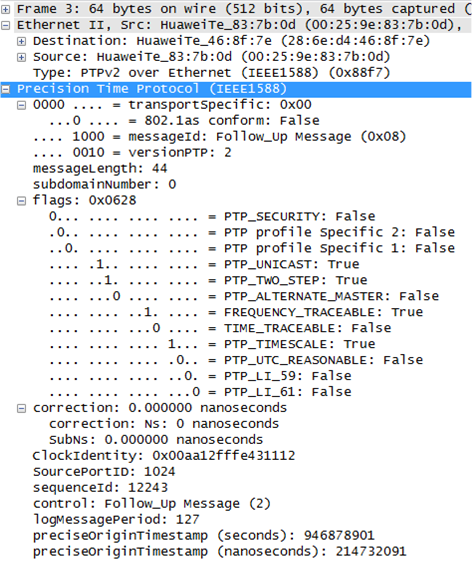 Frame 3: 64 bytes on wire (512 bits), 64 bytes captured (
Ethernet II, Src: HuaweiTe_83:7b:0d (00:25:9e:83:7b:0d),
Destination: HuaweiTe_46:8f:7e (28:6e:d4:46:8f:7e)
Source: HuaweiTe_83:7b:0d (00:25:9e:83:7b:0d)
Type: PTPv2 over Ethernet (IEEE1588) (0x88f7)
Precision Time Protocol (IEEE1588)
0000 .... = transportSpecific: 0x00
...0 .... = 802.1as conform: False
.... 1000 = messageId: Follow_Up Message (0x08)
.... 0010 = versionPTP: 2
messageLength: 44
subdomainNumber: 0
flags: 0x0628
0... .... .... .... = PTP_SECURITY: False
.0.. .... .... .... = PTP profile Specific 2: False
..0. .... .... .... = PTP profile Specific 1: False
.... .1.. .... .... = PTP_UNICAST: True
.... ..1. .... .... = PTP_TWO_STEP: True
.... ...0 .... .... = PTP_ALTERNATE_MASTER: False
.... .... ..1. .... = FREQUENCY_TRACEABLE: True
.... .... ...0 .... = TIME_TRACEABLE: False
.... .... .... 1... = PTP_TIMESCALE: True
.... .... .... .0.. = PTP_UTC_REASONABLE: False
.... .... .... ..0. = PTP_LI_59: False
.... .... .... ...0 = PTP_LI_61: False
correction: 0.000000 nanoseconds
correction: Ns: 0 nanoseconds
SubNs: 0.000000 nanoseconds
ClockIdentity: 0x00aa12fffe431112
SourcePortID: 1024
sequenceId: 12243
control: Follow_Up Message (2)
logMessagePeriod: 127
preciseOriginTimestamp (seconds): 946878901
preciseOriginTimestamp (nanoseconds): 214732091